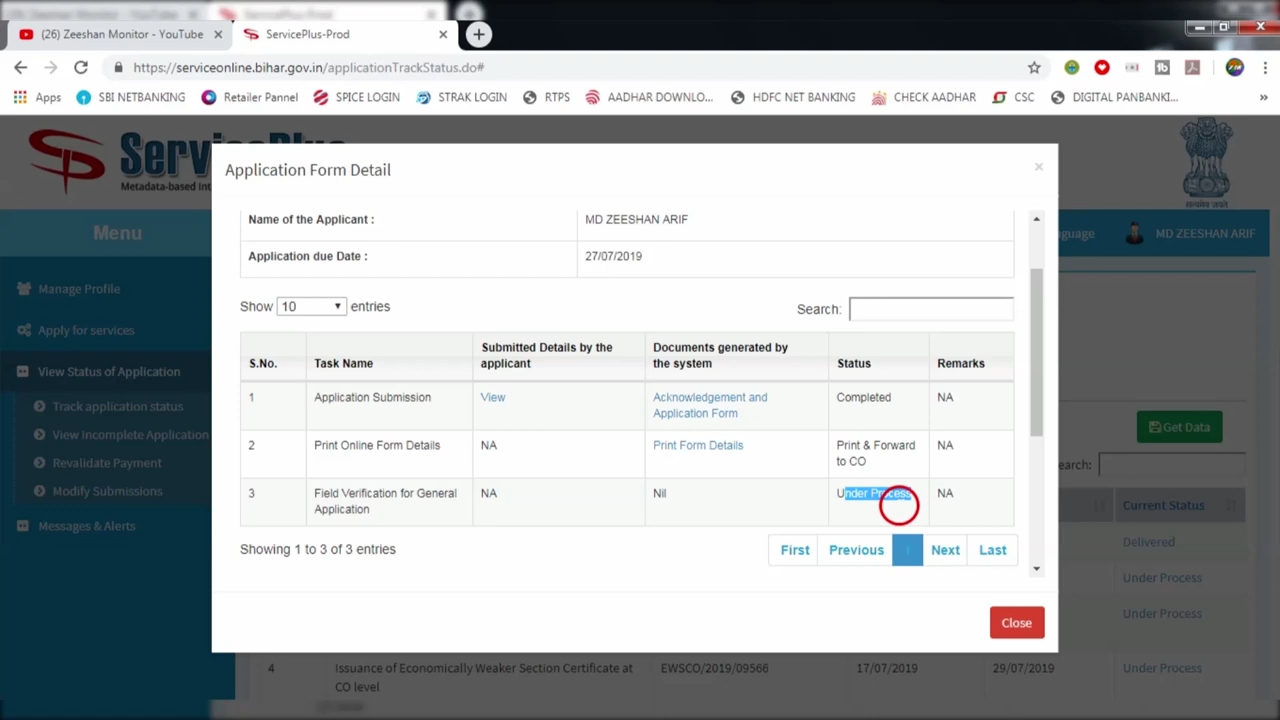 (26) Zeeshan Monitor - YouTube
ServicePlus-Prod
https://serviceonline.bihar.gov.in/applicationTrackStatus.do#
Apps SBI NETBANKING Retailer Pannel SPICE LOGIN STRAK LOGIN RTPS AADHAR DOWNLO... HDFC NET BANKING CHECK AADHAR CSC DIGITAL PANBANKI... »
Metadata-based
Menu
MD ZEESHAN ARIF
Manage Profile
Apply for services
View Status of Application
Track application status
View Incomplete Application
Revalidate Payment
Modify Submissions
Messages & Alerts
Application Form Detail ×
Name of the Applicant : MD ZEESHAN ARIF
Application due Date : 27/07/2019
Show 10 entries Search:
S.No. Task Name Submitted Details by the applicant Documents generated by the system Status Remarks
1 Application Submission View Acknowledgement and Application Form Completed NA
2 Print Online Form Details NA Print Form Details Print & Forward to CO NA
3 Field Verification for General Application NA Nil Under Process NA
Showing 1 to 3 of 3 entries First Previous 1 Next Last
Close
Get Data
Current Status
Delivered
Under Process
Under Process
4 Issuance of Economically Weaker Section Certificate at CO level EWSCO/2019/09566 17/07/2019 29/07/2019 Under Process